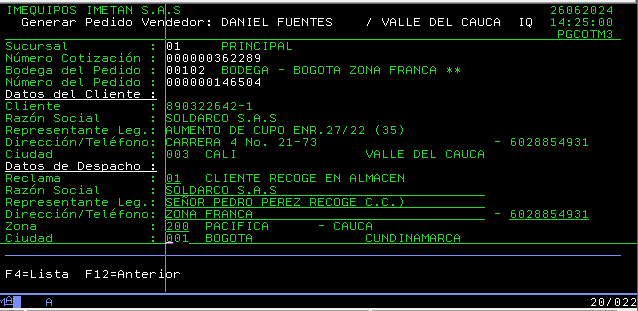 IMEQUIPOS IMETAN S.A.S 26062024
Generar Pedido Vendedor: DANIEL FUENTES / VALLE DEL CAUCA IQ 14:25:00
PGCOTM3
Sucursal : 01 PRINCIPAL
Número Cotización : 000000362289
Bodega del Pedido : 00102 BODEGA - BOGOTA ZONA FRANCA **
Número del Pedido : 000000146504
Datos del Cliente :
Cliente : 890322642-1
Razón Social : SOLDARCO S.A.S
Representante Leg.: AUMENTO DE CUPO ENR.27/22 (35)
Dirección/Teléfono: CARRERA 4 No. 21-73 - 6028854931
Ciudad : 003 CALI VALLE DEL CAUCA
Datos de Despacho :
Reclama : 01 CLIENTE RECOGE EN ALMACEN
Razón Social : SOLDARCO S.A.S
Representante Leg.: SEÑOR PEDRO PEREZ RECOGE C.C.)
Dirección/Teléfono: ZONA FRANCA - 6028854931
Zona : 200 PACIFICA - CAUCA
Ciudad : 001 BOGOTA CUNDINAMARCA
F4=Lista F12=Anterior
MA A 20/022